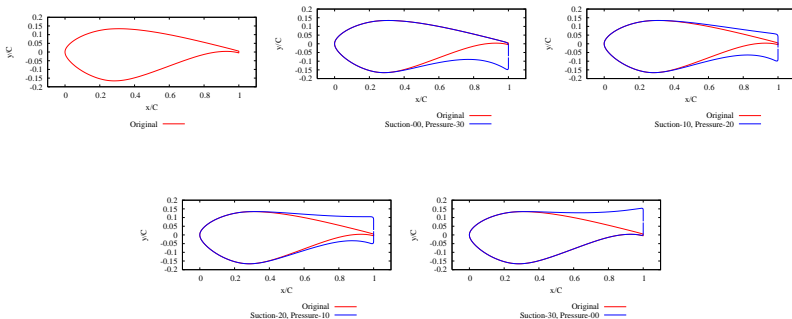 0.2
0.15
0.1
0.05
0
-0.05
-0.1
-0.15
-0.2
y/C
0 0.2 0.4 0.6 0.8 1
x/C
Original
0.2
0.15
0.1
0.05
0
-0.05
-0.1
-0.15
-0.2
y/C
0 0.2 0.4 0.6 0.8 1
x/C
Original
Suction-00, Pressure-30
0.2
0.15
0.1
0.05
0
-0.05
-0.1
-0.15
-0.2
y/C
0 0.2 0.4 0.6 0.8 1
x/C
Original
Suction-10, Pressure-20
0.2
0.15
0.1
0.05
0
-0.05
-0.1
-0.15
-0.2
y/C
0 0.2 0.4 0.6 0.8 1
x/C
Original
Suction-20, Pressure-10
0.2
0.15
0.1
0.05
0
-0.05
-0.1
-0.15
-0.2
y/C
0 0.2 0.4 0.6 0.8 1
x/C
Original
Suction-30, Pressure-00